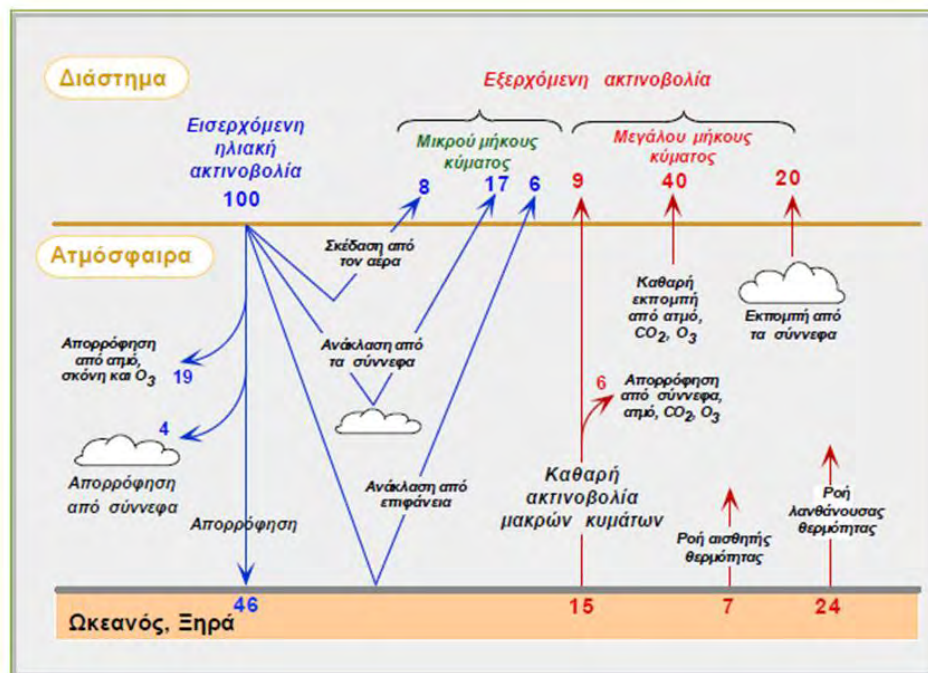 Διάστημα
Εξερχόμενη ακτινοβολία
Εισερχόμενη
ηλιακή
ακτινοβολία
100
Μικρού μήκους
κύματος
Μεγάλου μήκους
κύματος
8
17
6
9
40
20
Ατμόσφαιρα
Σκέδαση από
τον αέρα
Καθαρή
εκπομπή
από ατμό,
CO2, O3
Εκπομπή από
τα σύννεφα
Απορρόφηση
από ατμό,
σκόνη και O3
19
Ανάκλαση από
τα σύννεφα
6
Απορρόφηση
από σύννεφα,
ατμό, CO2, O3
4
Απορρόφηση
από σύννεφα
Απορρόφηση
Ανάκλαση από
επιφάνεια
Καθαρή
ακτινοβολία
μακρών κυμάτων
Ροή αισθητής
θερμότητας
Ροή
λανθάνουσας
θερμότητας
46
15
7
24
Ωκεανός, Ξηρά